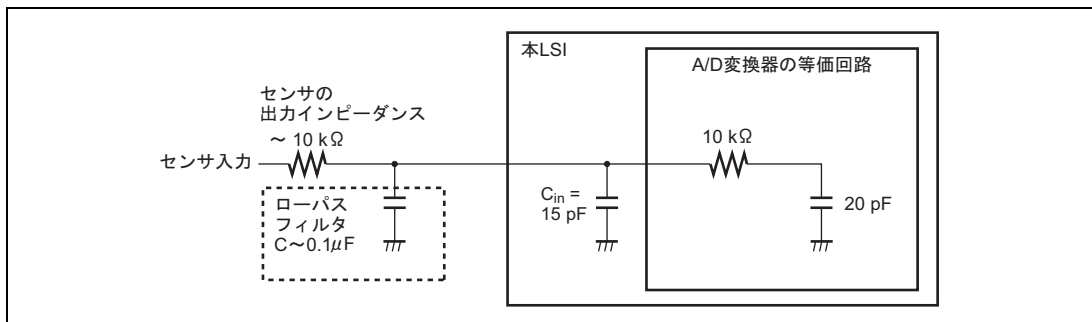 本LSI
A/D変換器の等価回路
センサの
出力インピーダンス
～ 10 kΩ
10 kΩ
センサ入力
ローパス
フィルタ
C～0.1μF
Cin =
15 pF
20 pF